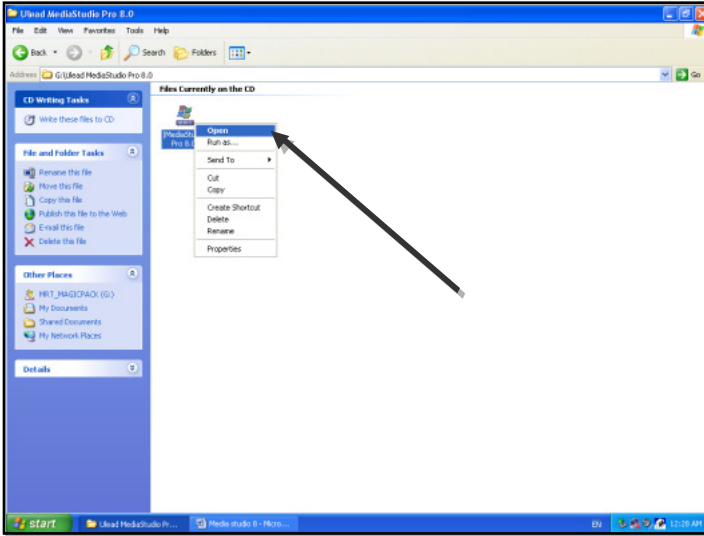 Ulead MediaStudio Pro 8.0
File Edit View Favorites Tools Help
Back Search Folders
Address G:\Ulead MediaStudio Pro 8.0 Go
Files Currently on the CD
CD Writing Tasks
Write these files to CD
File and Folder Tasks
Rename this file
Move this file
Copy this file
Publish this file to the Web
E-mail this file
Delete this file
Other Places
MRT_MAGICPACK (G:)
My Documents
Shared Documents
My Network Places
Details
Pro 8.0
Open
Run as...
Send To
Cut
Copy
Create Shortcut
Delete
Rename
Properties
start Ulead MediaStudio Pr... Media studio 8 - Micro... EN 12:20 AM